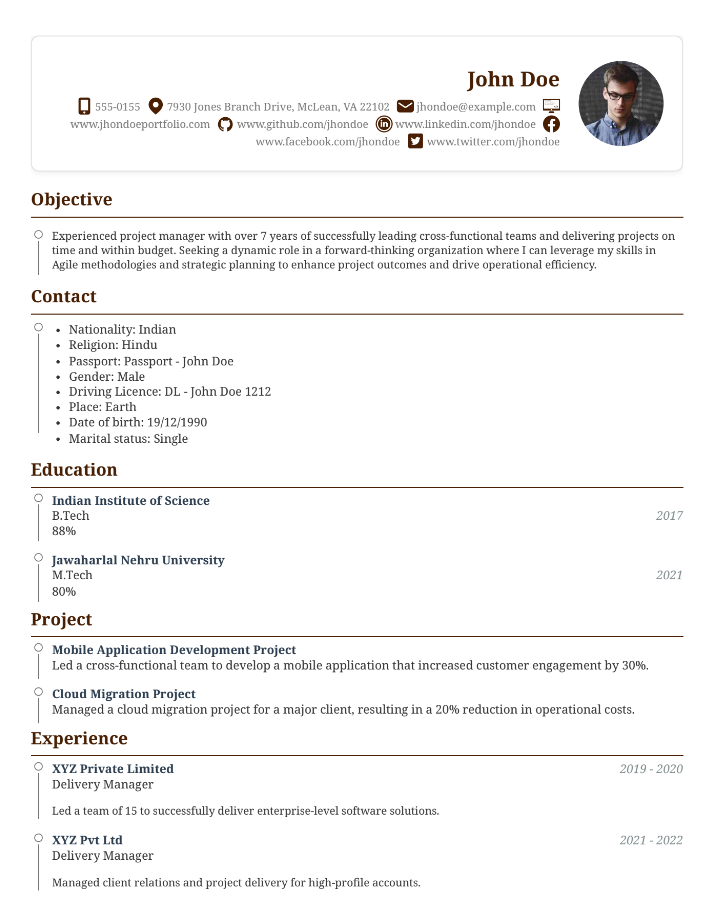 John Doe
555-0155 7930 Jones Branch Drive, McLean, VA 22102 jhondoe@example.com
www.jhondoeportfolio.com www.github.com/jhondoe www.linkedin.com/jhondoe
www.facebook.com/jhondoe www.twitter.com/jhondoe
Objective
Experienced project manager with over 7 years of successfully leading cross-functional teams and delivering projects on
time and within budget. Seeking a dynamic role in a forward-thinking organization where I can leverage my skills in
Agile methodologies and strategic planning to enhance project outcomes and drive operational efficiency.
Contact
• Nationality: Indian
• Religion: Hindu
• Passport: Passport - John Doe
• Gender: Male
• Driving Licence: DL - John Doe 1212
• Place: Earth
• Date of birth: 19/12/1990
• Marital status: Single
Education
Indian Institute of Science
B.Tech 2017
88%
Jawaharlal Nehru University
M.Tech 2021
80%
Project
Mobile Application Development Project
Led a cross-functional team to develop a mobile application that increased customer engagement by 30%.
Cloud Migration Project
Managed a cloud migration project for a major client, resulting in a 20% reduction in operational costs.
Experience
XYZ Private Limited 2019 - 2020
Delivery Manager
Led a team of 15 to successfully deliver enterprise-level software solutions.
XYZ Pvt Ltd 2021 - 2022
Delivery Manager
Managed client relations and project delivery for high-profile accounts.